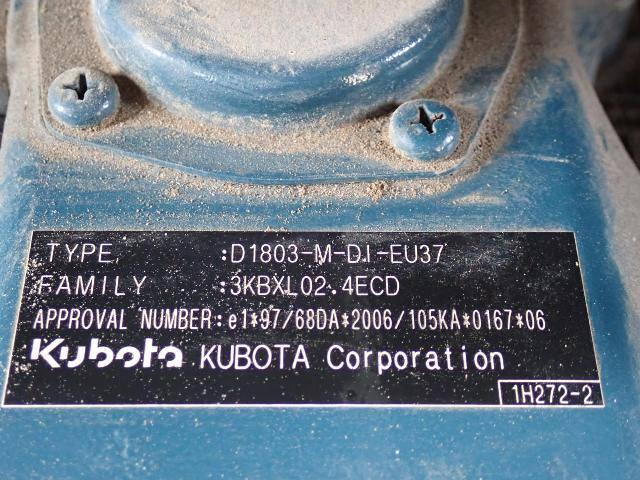 TYPE :D1803-M-DI-EU37
FAMILY :3KBXL02.4ECD
APPROVAL NUMBER:e1*97/68DA*2006/105KA*0167*06
Kubota KUBOTA Corporation
1H272-2